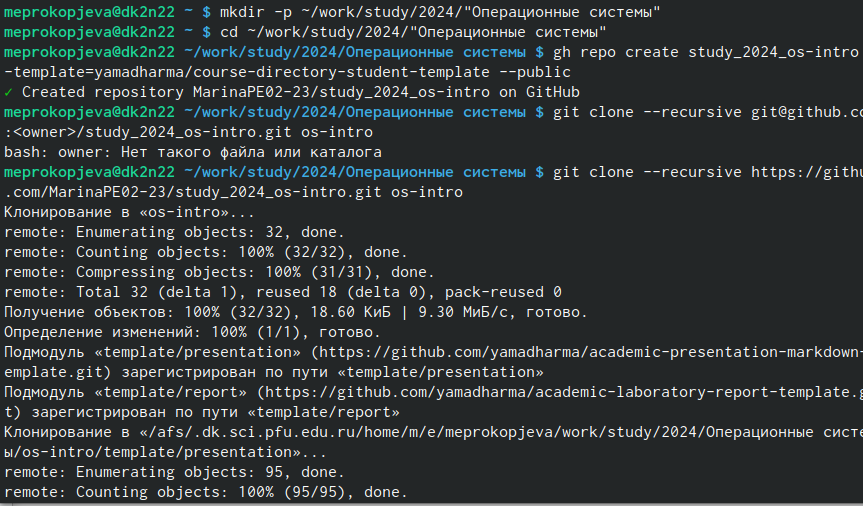 meprokopjeva@dk2n22 ~ $ mkdir -p ~/work/study/2024/"Операционные системы"
meprokopjeva@dk2n22 ~ $ cd ~/work/study/2024/"Операционные системы"
meprokopjeva@dk2n22 ~/work/study/2024/Операционные системы $ gh repo create study_2024_os-intro
-template=yamadharma/course-directory-student-template --public
✓ Created repository MarinaPE02-23/study_2024_os-intro on GitHub
meprokopjeva@dk2n22 ~/work/study/2024/Операционные системы $ git clone --recursive git@github.co
:<owner>/study_2024_os-intro.git os-intro
bash: owner: Нет такого файла или каталога
meprokopjeva@dk2n22 ~/work/study/2024/Операционные системы $ git clone --recursive https://githu
.com/MarinaPE02-23/study_2024_os-intro.git os-intro
Клонирование в «os-intro»...
remote: Enumerating objects: 32, done.
remote: Counting objects: 100% (32/32), done.
remote: Compressing objects: 100% (31/31), done.
remote: Total 32 (delta 1), reused 18 (delta 0), pack-reused 0
Получение объектов: 100% (32/32), 18.60 КиБ | 9.30 МиБ/с, готово.
Определение изменений: 100% (1/1), готово.
Подмодуль «template/presentation» (https://github.com/yamadharma/academic-presentation-markdown-
emplate.git) зарегистрирован по пути «template/presentation»
Подмодуль «template/report» (https://github.com/yamadharma/academic-laboratory-report-template.g
t) зарегистрирован по пути «template/report»
Клонирование в «/afs/.dk.sci.pfu.edu.ru/home/m/e/meprokopjeva/work/study/2024/Операционные систе
ы/os-intro/template/presentation»...
remote: Enumerating objects: 95, done.
remote: Counting objects: 100% (95/95), done.